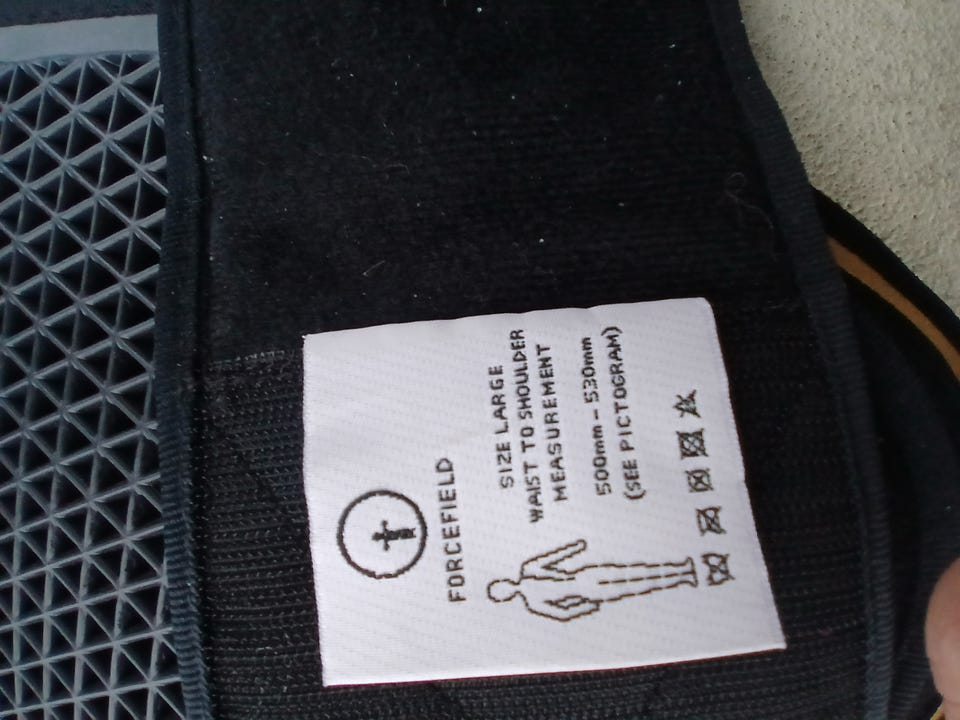 FORCEFIELD
SIZE LARGE
WAIST TO SHOULDER
MEASUREMENT
500mm - 530mm
(SEE PICTOGRAM)